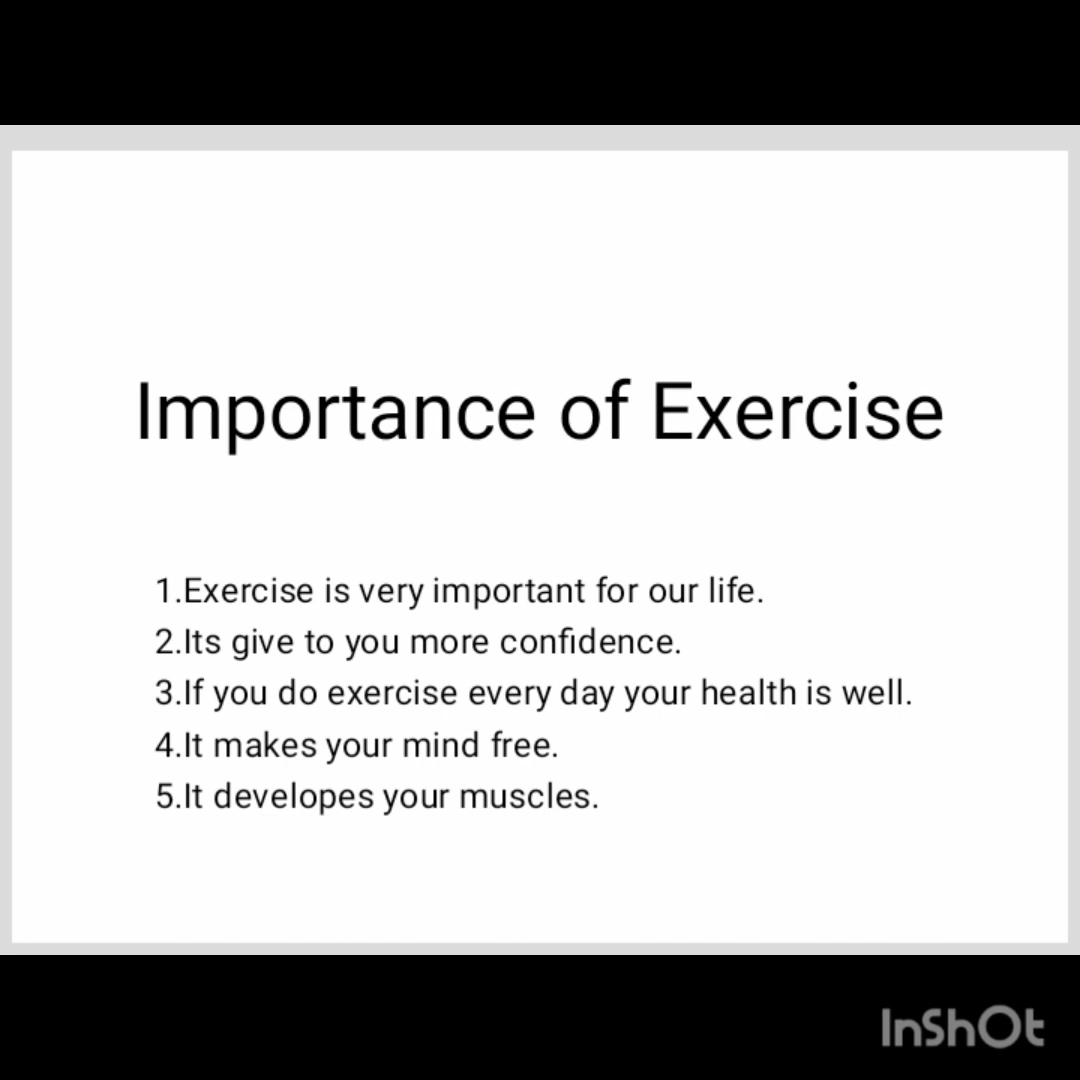 Importance of Exercise
1.Exercise is very important for our life.
2.Its give to you more confidence.
3.If you do exercise every day your health is well.
4.It makes your mind free.
5.It developes your muscles.
InShOt